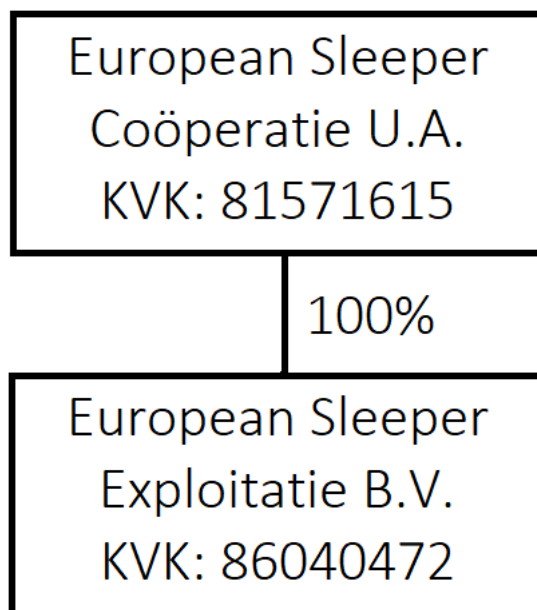 European Sleeper
Coöperatie U.A.
KVK: 81571615
100%
European Sleeper
Exploitatie B.V.
KVK: 86040472